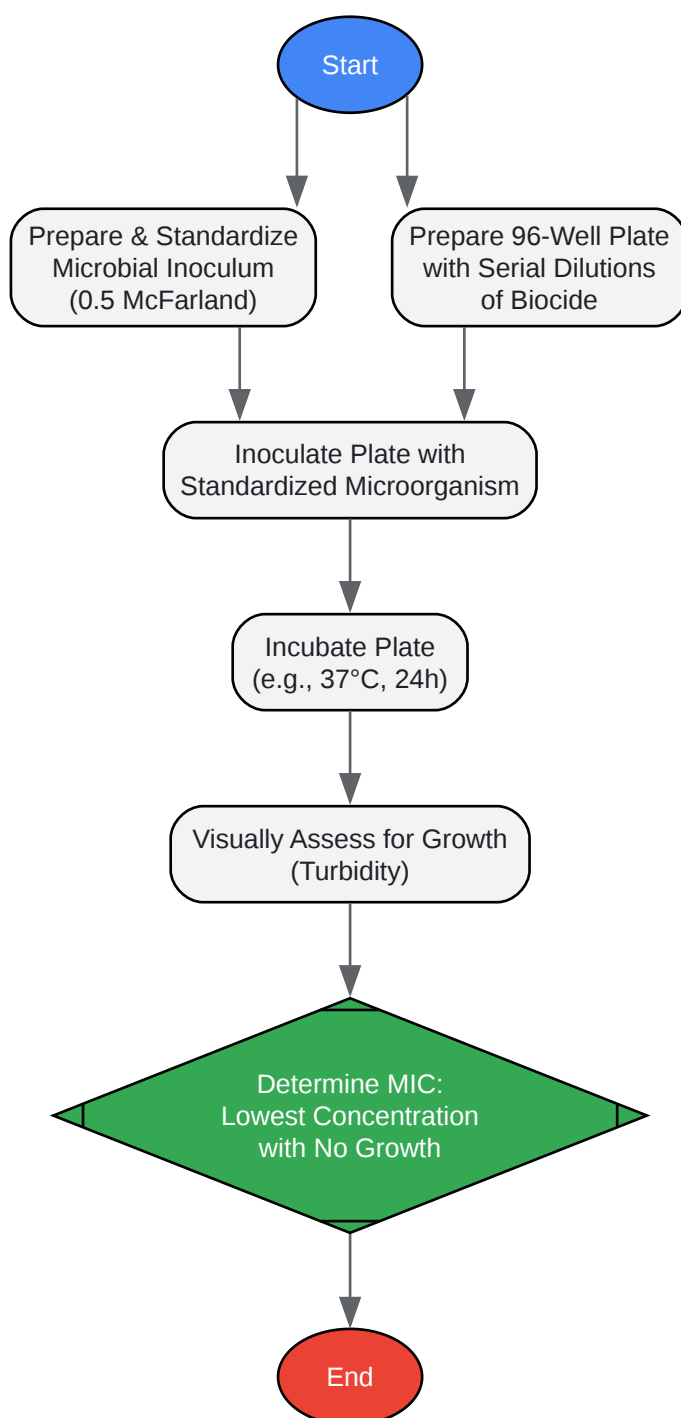 Start
Prepare & Standardize
Microbial Inoculum
(0.5 McFarland)
Prepare 96-Well Plate
with Serial Dilutions
of Biocide
Inoculate Plate with
Standardized Microorganism
Incubate Plate
(e.g., 37°C, 24h)
Visually Assess for Growth
(Turbidity)
Determine MIC:
Lowest Concentration
with No Growth
End